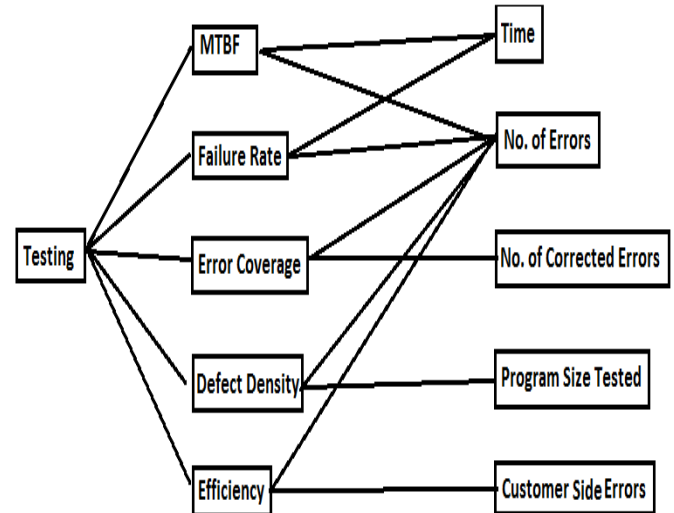 MTBF
Time
Failure Rate
No. of Errors
Testing
Error Coverage
No. of Corrected Errors
Defect Density
Program Size Tested
Efficiency
Customer Side Errors